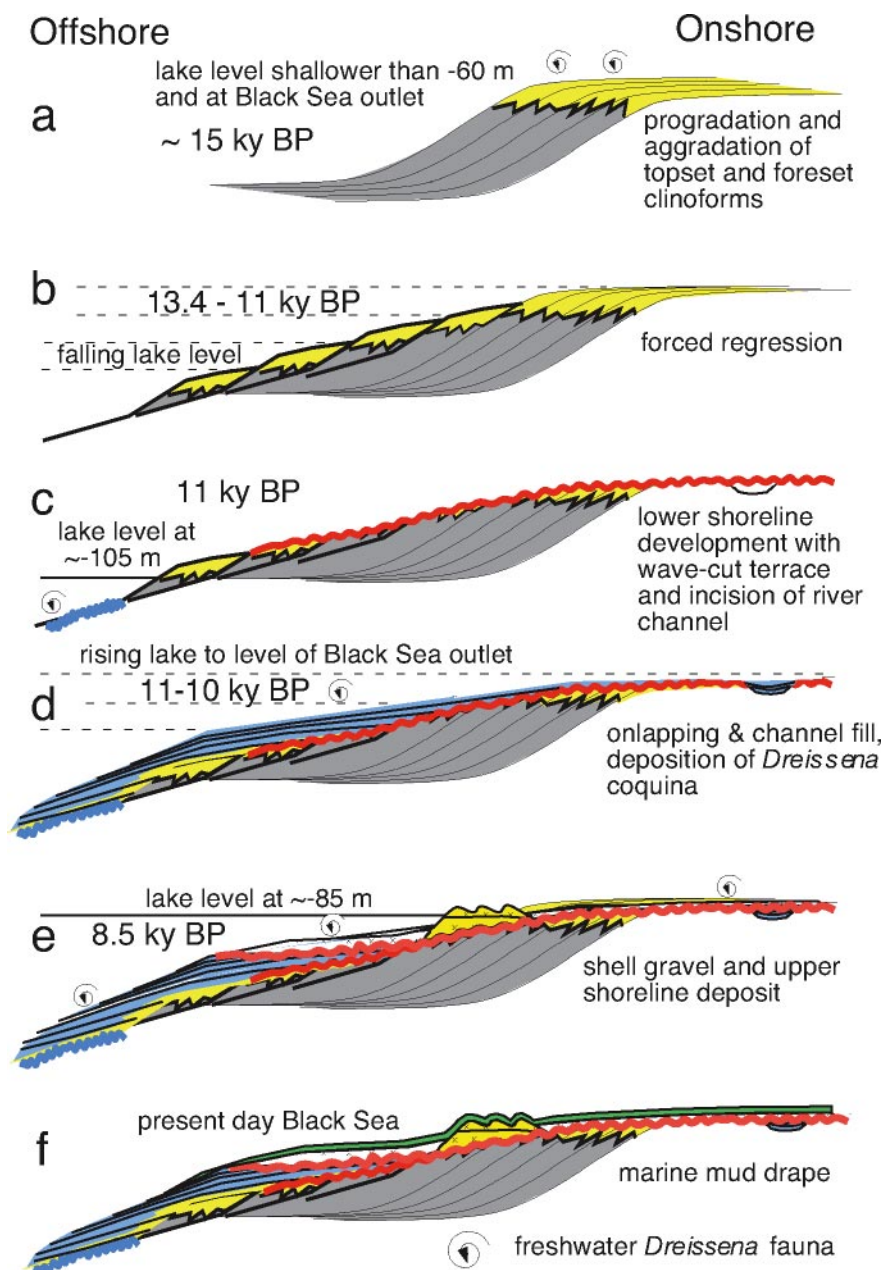 Offshore
Onshore
lake level shallower than -60 m
and at Black Sea outlet
a
~ 15 ky BP
progradation and
aggradation of
topset and foreset
clinoforms
b
13.4 - 11 ky BP
falling lake level
forced regression
c
11 ky BP
lake level at
~-105 m
lower shoreline
development with
wave-cut terrace
and incision of river
channel
rising lake to level of Black Sea outlet
d
11-10 ky BP
onlapping & channel fill,
deposition of Dreissena
coquina
lake level at ~-85 m
e
8.5 ky BP
shell gravel and upper
shoreline deposit
present day Black Sea
f
marine mud drape
freshwater Dreissena fauna